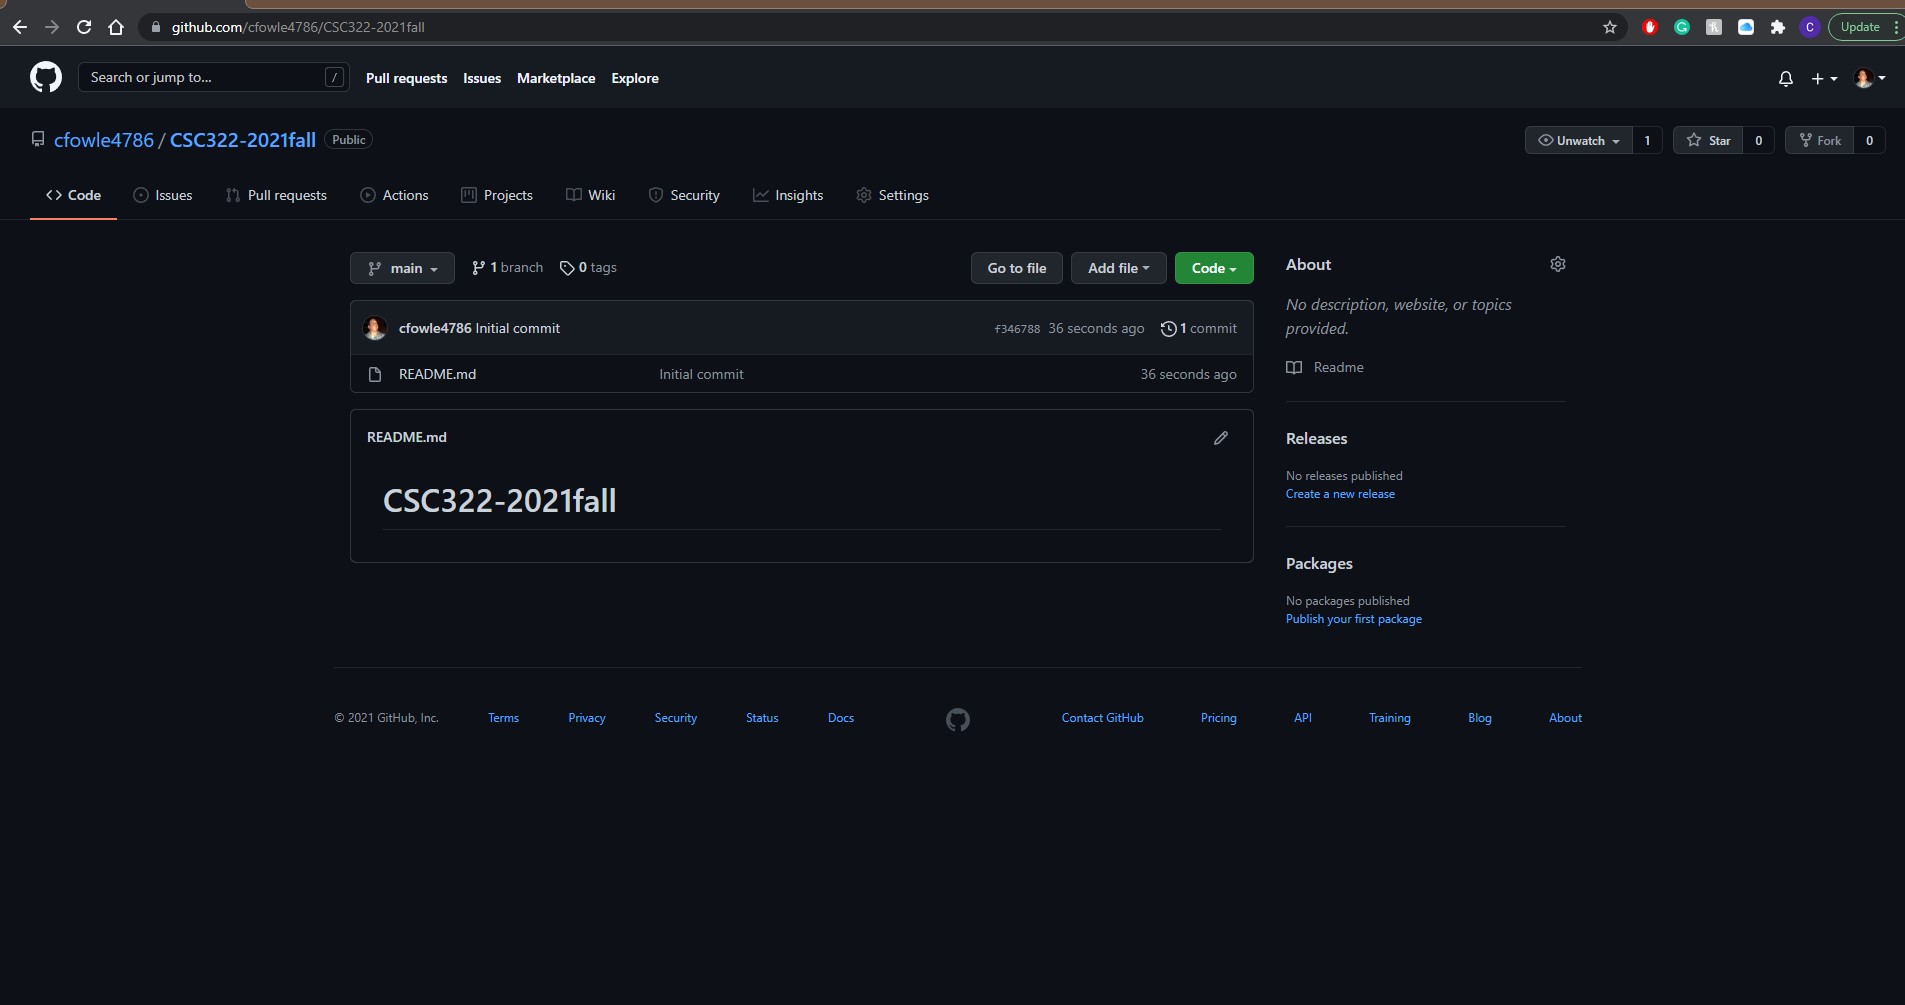 github.com/cfowle4786/CSC322-2021fall
C
Update
Search or jump to...
/
Pull requests
Issues
Marketplace
Explore
cfowle4786 / CSC322-2021fall
Public
Unwatch
1
Star
0
Fork
0
Code
Issues
Pull requests
Actions
Projects
Wiki
Security
Insights
Settings
main
1 branch
0 tags
Go to file
Add file
Code
cfowle4786 Initial commit
f346788 36 seconds ago
1 commit
README.md
Initial commit
36 seconds ago
README.md
CSC322-2021fall
About
No description, website, or topics
provided.
Readme
Releases
No releases published
Create a new release
Packages
No packages published
Publish your first package
© 2021 GitHub, Inc.
Terms
Privacy
Security
Status
Docs
Contact GitHub
Pricing
API
Training
Blog
About